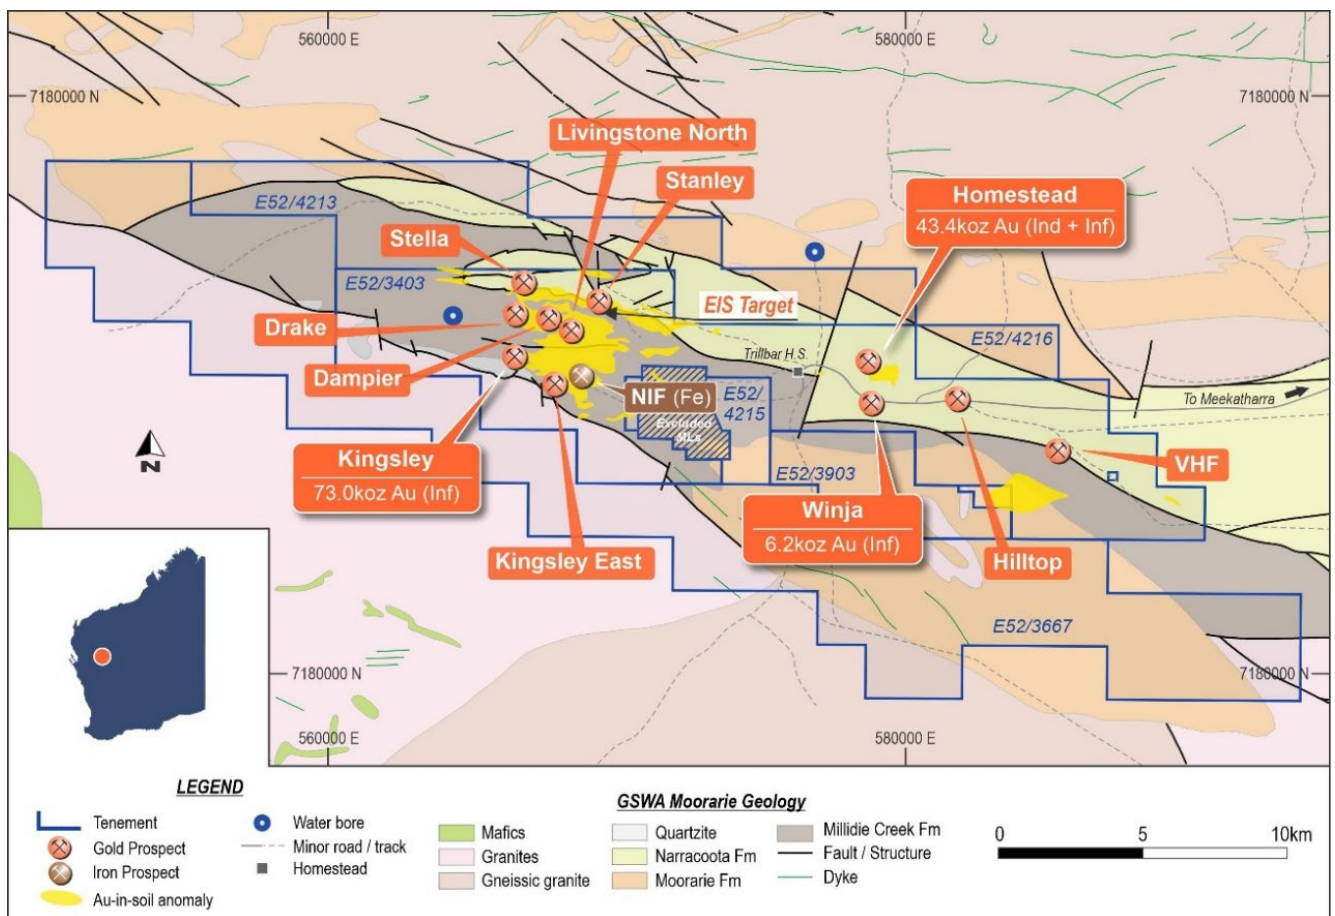 560000 E
580000 E
7180000 N
7180000 N
Livingstone North
Stanley
Homestead
43.4koz Au (Ind + Inf)
E52/4213
Stella
E52/3403
EIS Target
E52/4216
Drake
Trillbar H.S.
Dampier
NIF (Fe)
E52/
4215
To Meekatharra
Excluded
MLs
N
Kingsley
73.0koz Au (Inf)
E52/3903
VHF
Winja
6.2koz Au (Inf)
Kingsley East
Hilltop
E52/3667
7180000 N
7180000 N
560000 E
580000 E
LEGEND
Tenement
Gold Prospect
Iron Prospect
Au-in-soil anomaly
Water bore
Minor road / track
Homestead
GSWA Moorarie Geology
Mafics
Granites
Gneissic granite
Quartzite
Narracoota Fm
Moorarie Fm
Millidie Creek Fm
Fault / Structure
Dyke
0
5
10km